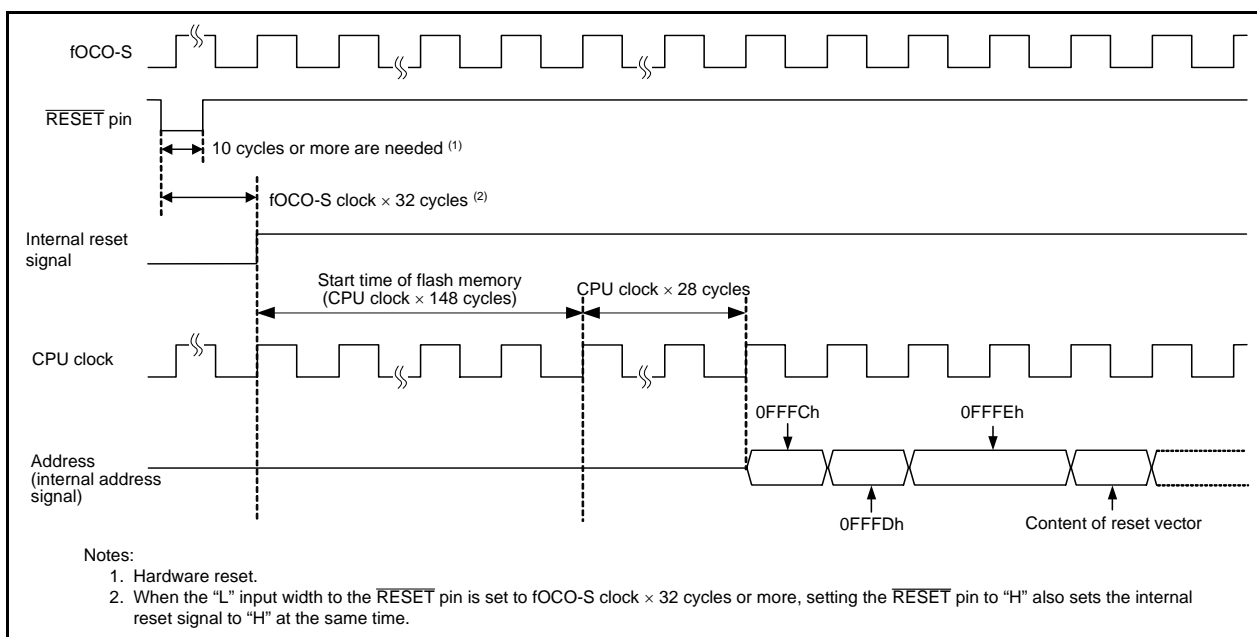 fOCO-S
RESET pin
10 cycles or more are needed (1)
fOCO-S clock × 32 cycles (2)
Internal reset
signal
Start time of flash memory
(CPU clock × 148 cycles)
CPU clock × 28 cycles
CPU clock
0FFFCh
0FFFEh
Address
(internal address
signal)
0FFFDh
Content of reset vector
Notes:
1. Hardware reset.
2. When the “L” input width to the RESET pin is set to fOCO-S clock × 32 cycles or more, setting the RESET pin to “H” also sets the internal
reset signal to “H” at the same time.